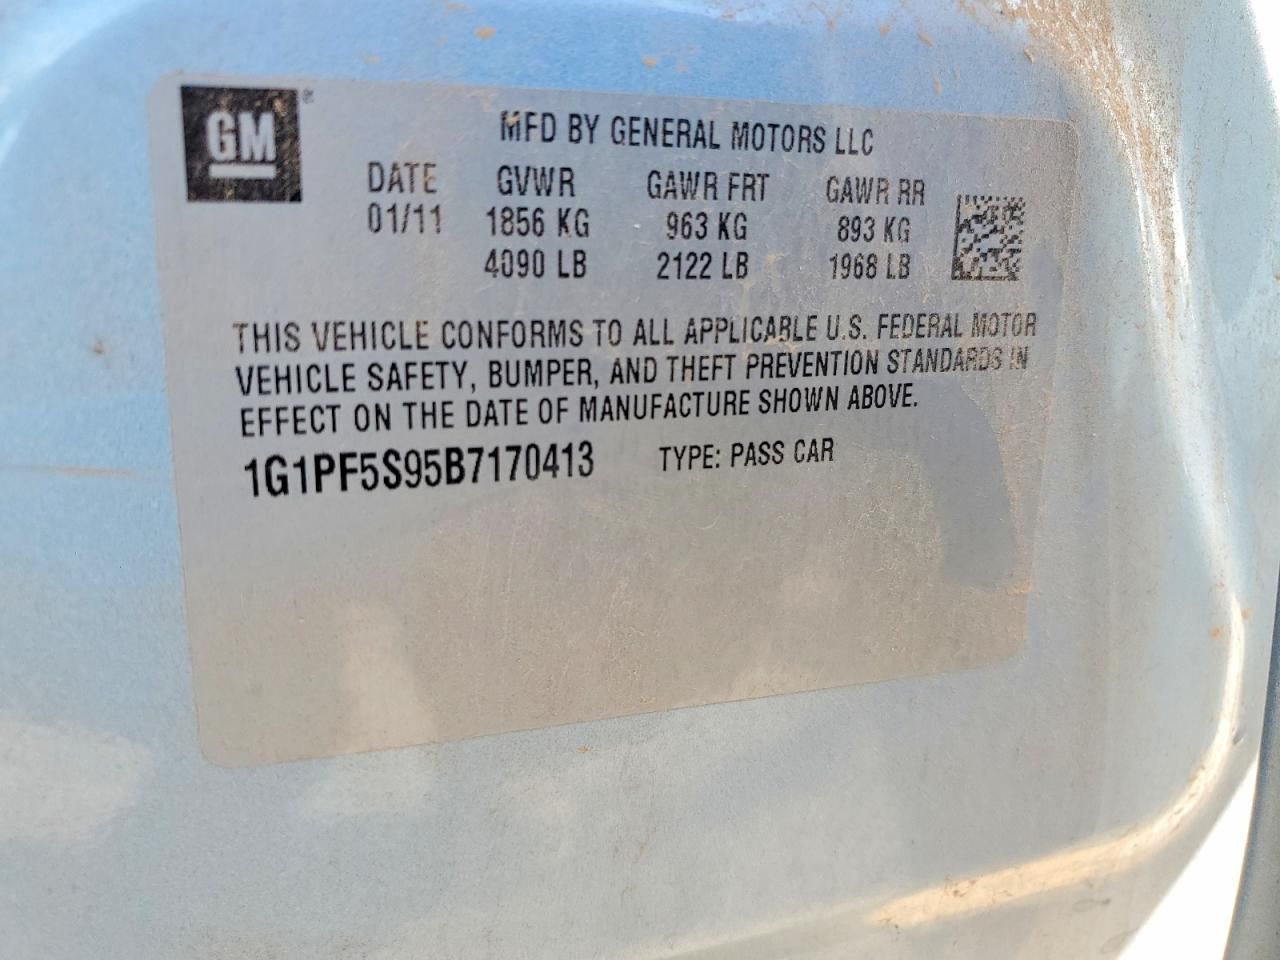 GM®
MFD BY GENERAL MOTORS LLC
DATE GVWR GAWR FRT GAWR RR
01/11 1856 KG 963 KG 893 KG
4090 LB 2122 LB 1968 LB
THIS VEHICLE CONFORMS TO ALL APPLICABLE U.S. FEDERAL MOTOR
VEHICLE SAFETY, BUMPER, AND THEFT PREVENTION STANDARDS IN
EFFECT ON THE DATE OF MANUFACTURE SHOWN ABOVE.
1G1PF5S95B7170413 TYPE: PASS CAR